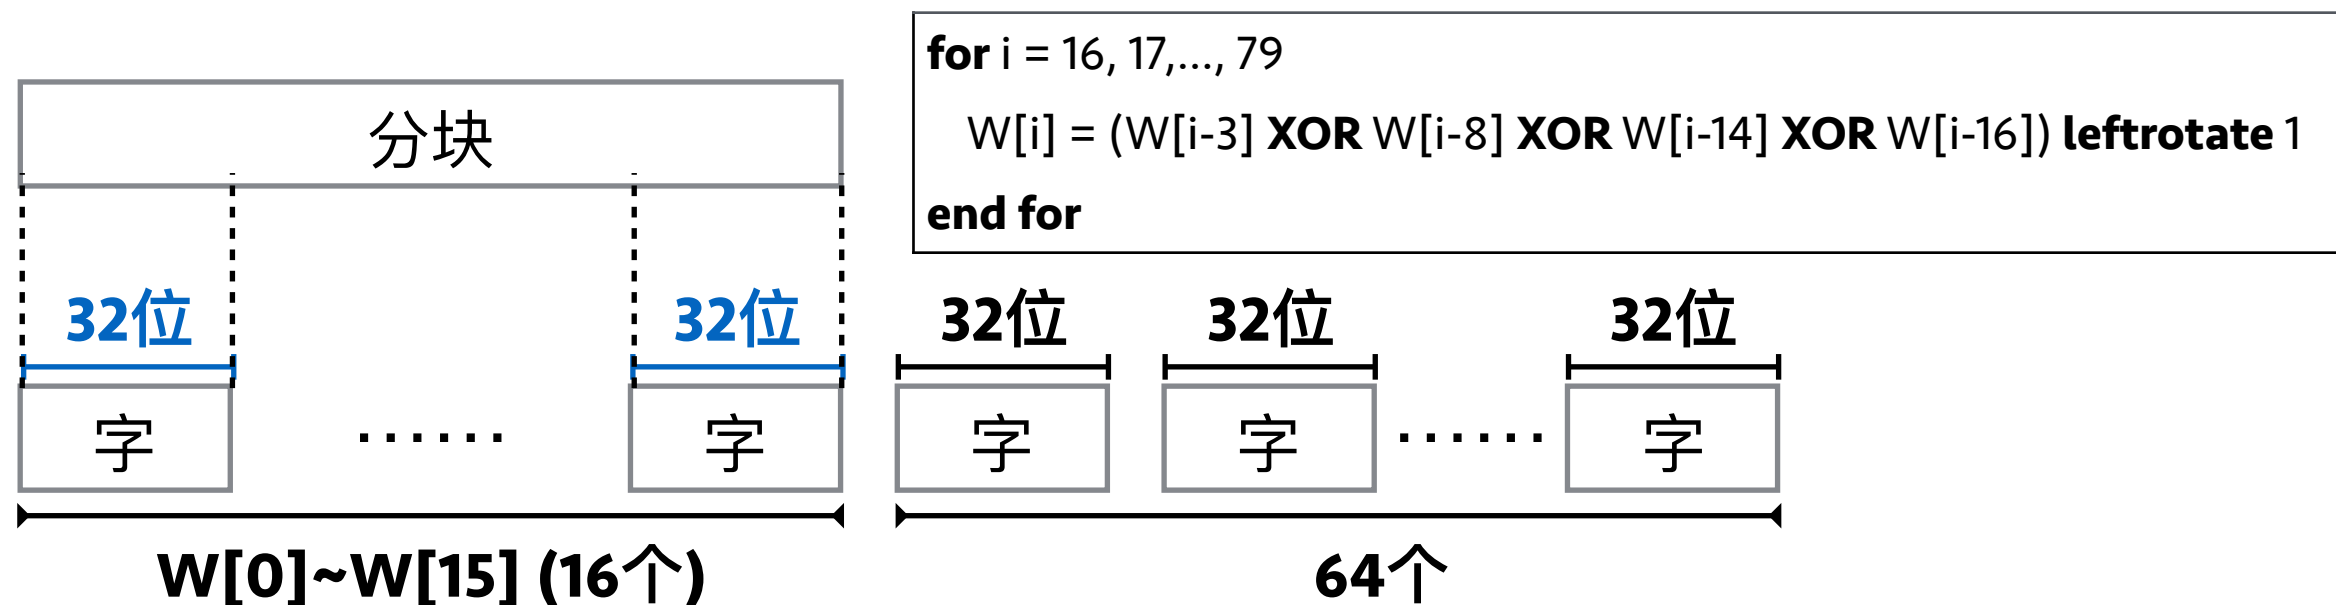 for i = 16, 17,..., 79
W[i] = (W[i-3] XOR W[i-8] XOR W[i-14] XOR W[i-16]) leftrotate 1
end for
分块
32位 32位 32位 32位 32位
字 ······ 字 字 字 ······ 字
W[0]~W[15] (16个) 64个